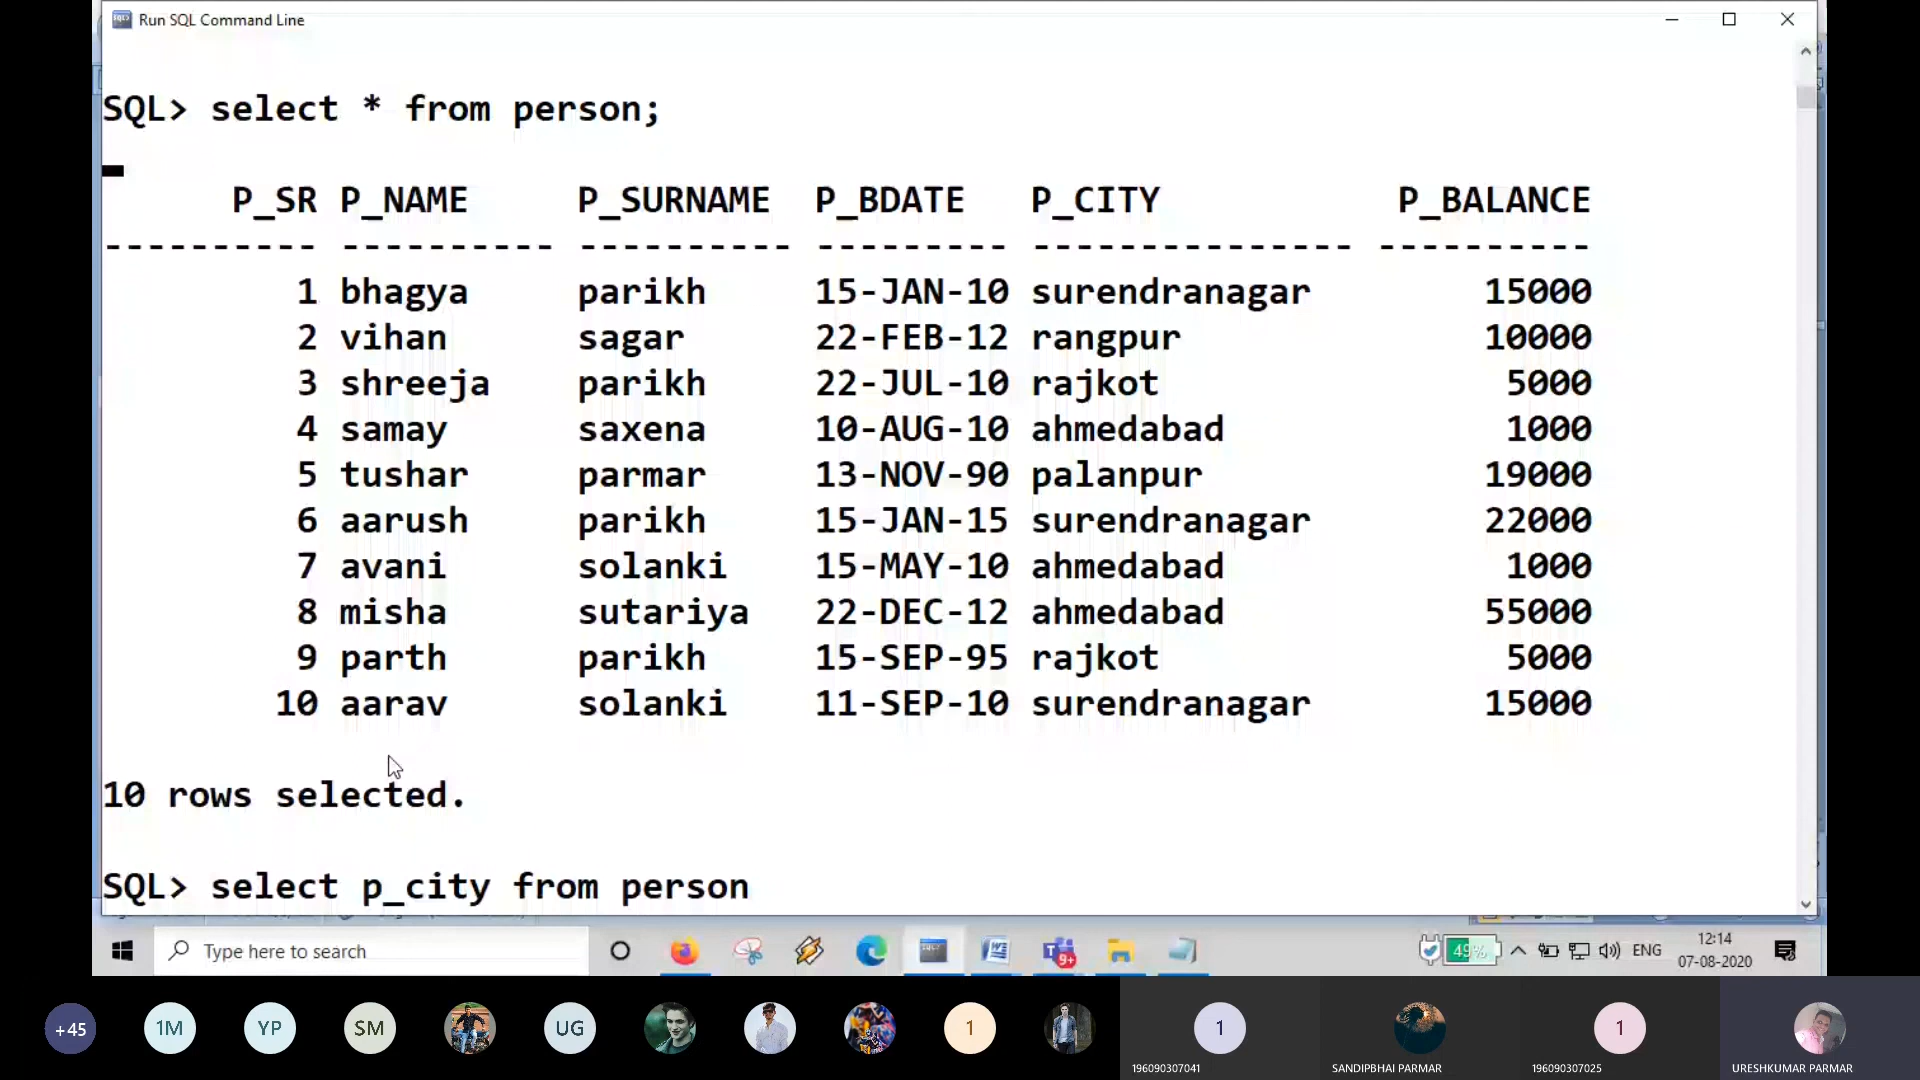 Run SQL Command Line
SQL> select * from person;
P_SR P_NAME P_SURNAME P_BDATE P_CITY P_BALANCE
---------- ---------- ---------- --------- --------------- ----------
1 bhagya parikh 15-JAN-10 surendranagar 15000
2 vihan sagar 22-FEB-12 rangpur 10000
3 shreeja parikh 22-JUL-10 rajkot 5000
4 samay saxena 10-AUG-10 ahmedabad 1000
5 tushar parmar 13-NOV-90 palanpur 19000
6 aarush parikh 15-JAN-15 surendranagar 22000
7 avani solanki 15-MAY-10 ahmedabad 1000
8 misha sutariya 22-DEC-12 ahmedabad 55000
9 parth parikh 15-SEP-95 rajkot 5000
10 aarav solanki 11-SEP-10 surendranagar 15000
10 rows selected.
SQL> select p_city from person
Type here to search
9+
49%
ENG
12:14
07-08-2020
+45 1M YP SM UG 1 1 1
196090307041 SANDIPBHAI PARMAR 196090307025 URESHKUMAR PARMAR